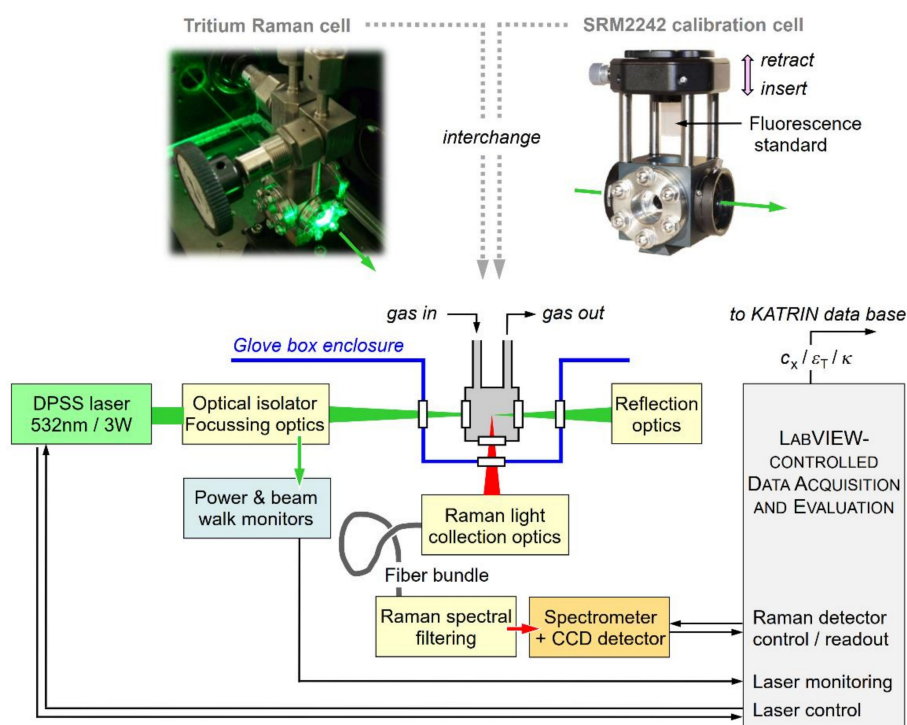 Tritium Raman cell
SRM2242 calibration cell
retract
insert
Fluorescence
standard
interchange
gas in
gas out
to KATRIN data base
Glove box enclosure
cx / εT / κ
DPSS laser
532nm / 3W
Optical isolator
Focussing optics
Reflection
optics
LABVIEW-
CONTROLLED
DATA ACQUISITION
AND EVALUATION
Power & beam
walk monitors
Raman light
collection optics
Fiber bundle
Raman spectral
filtering
Spectrometer
+ CCD detector
Raman detector
control / readout
Laser monitoring
Laser control